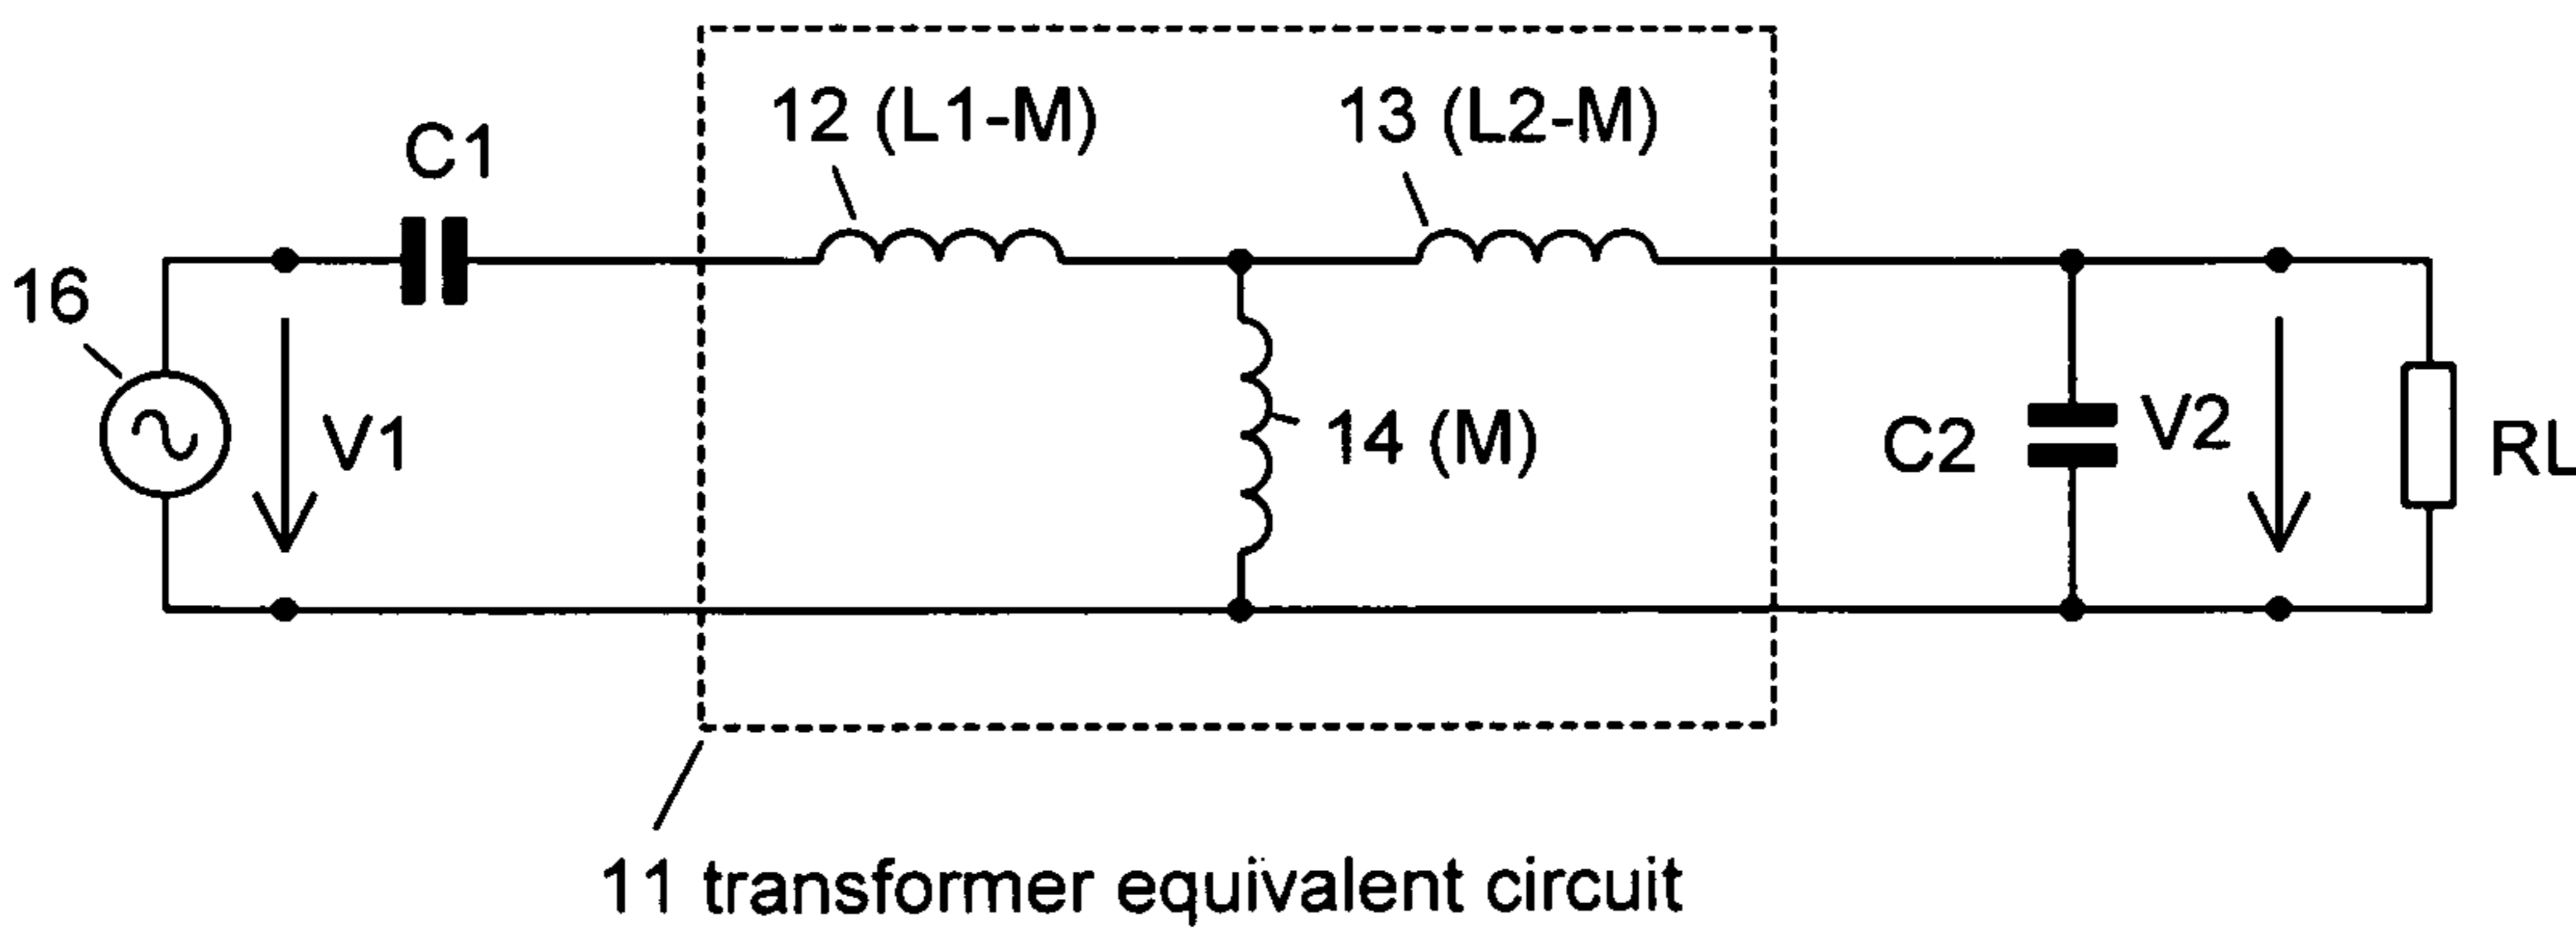 12 (L1-M)
13 (L2-M)
C1
16
V1
14 (M)
C2
V2
RL
11 transformer equivalent circuit